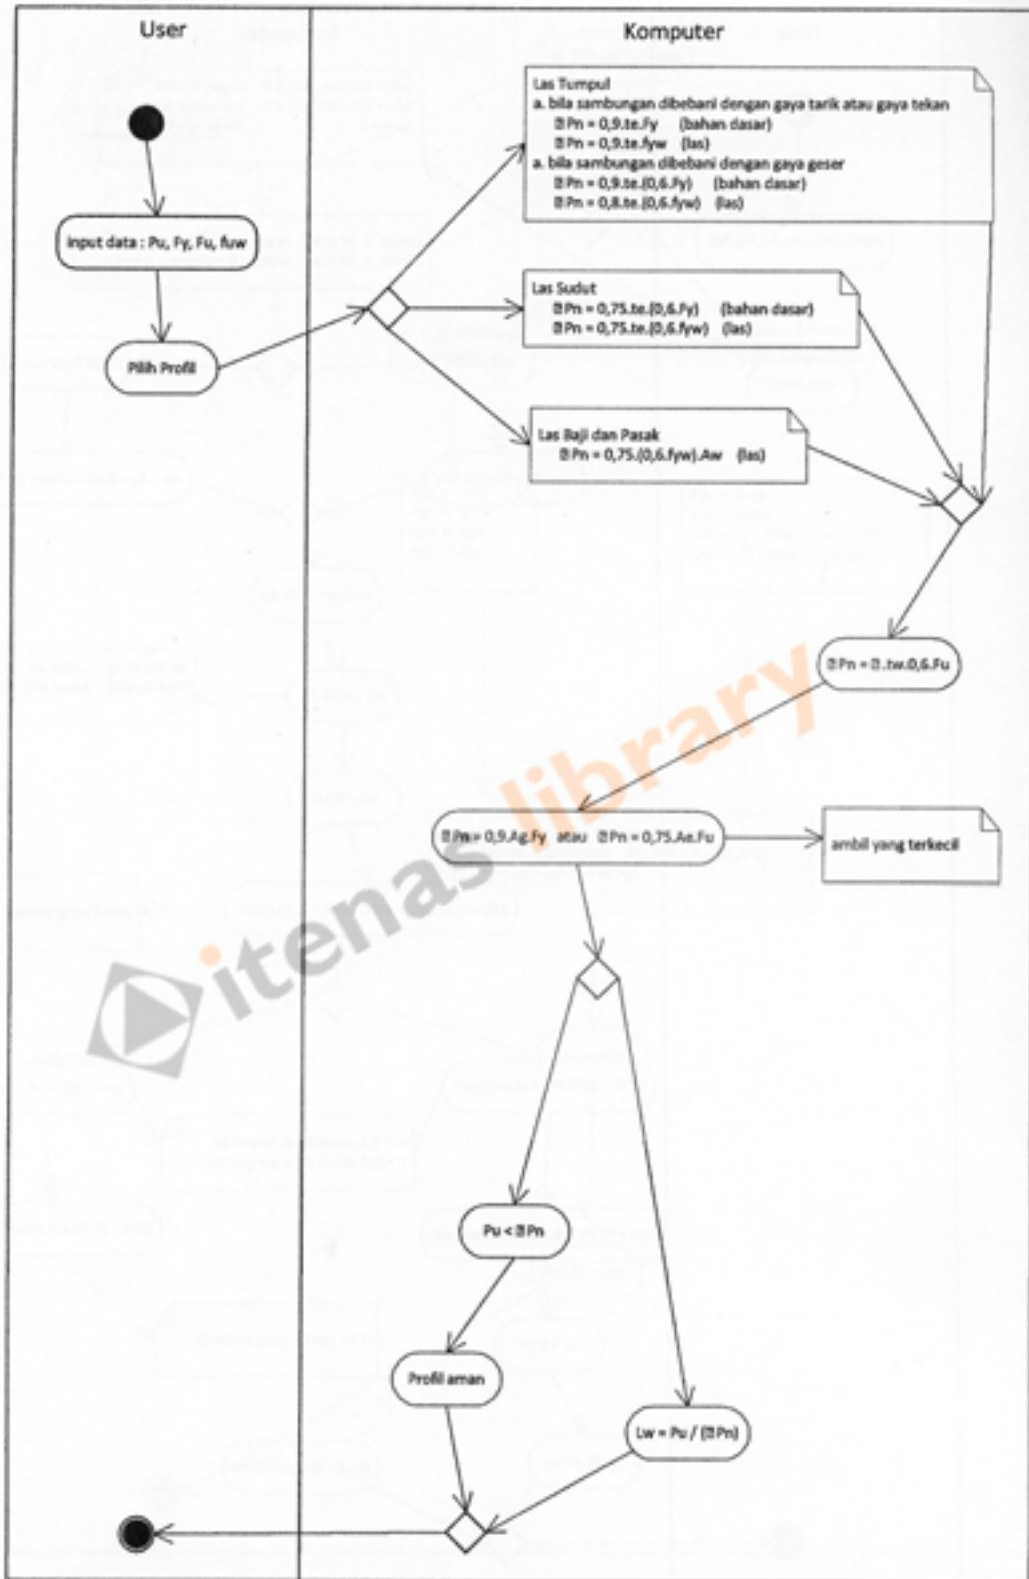 User
Komputer
Las Tumpul
a. bila sambungan dibebani dengan gaya tarik atau gaya tekan
⍰Pn = 0,9.te.Fy (bahan dasar)
⍰Pn = 0,9.te.fyw (las)
a. bila sambungan dibebani dengan gaya geser
⍰Pn = 0,9.te.(0,6.Fy) (bahan dasar)
⍰Pn = 0,8.te.(0,6.fyw) (las)
Input data : Pu, Fy, Fu, fuw
Las Sudut
⍰Pn = 0,75.te.(0,6.Fy) (bahan dasar)
⍰Pn = 0,75.te.(0,6.fyw) (las)
Pilih Profil
Las Baji dan Pasak
⍰Pn = 0,75.(0,6.fyw).Aw (las)
⍰Pn = ⍰.tw.0,6.Fu
⍰Pn = 0,9.Ag.Fy atau ⍰Pn = 0,75.Ae.Fu
ambil yang terkecil
itenas library
Pu < ⍰Pn
Profil aman
Lw = Pu / (⍰Pn)